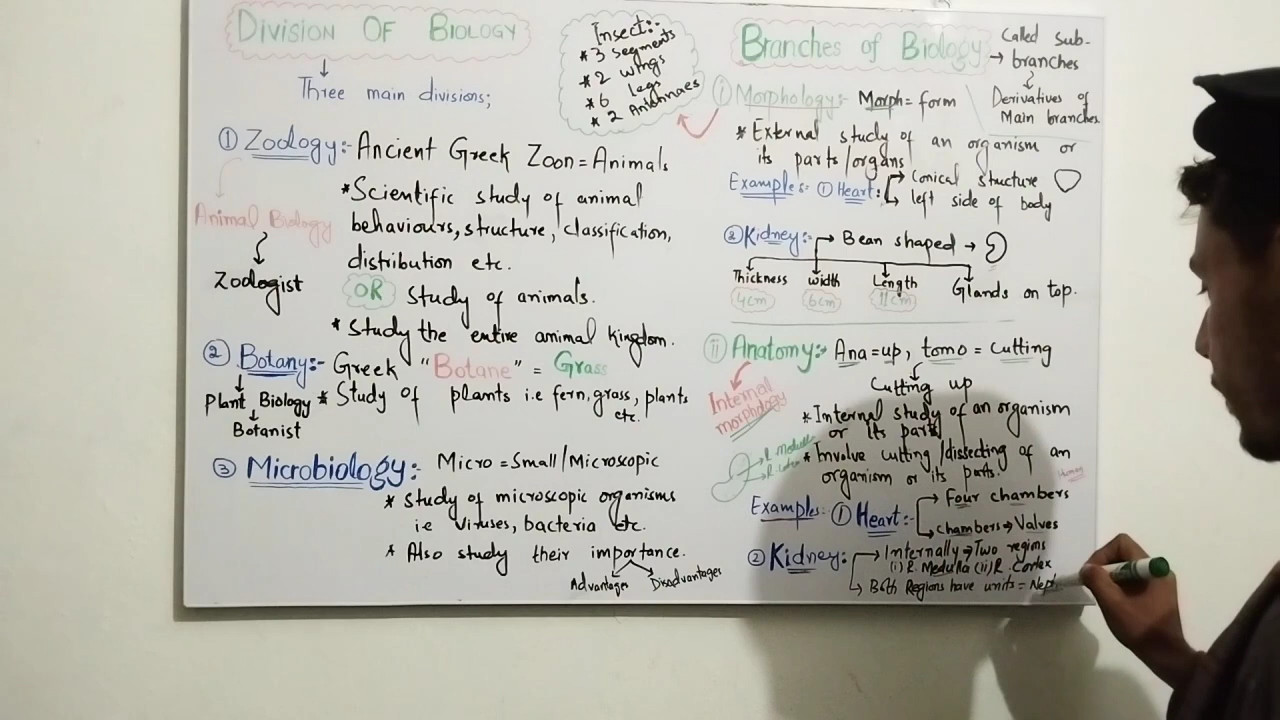 Division Of Biology
Three main divisions;
Insect:-
* 3 segments
* 2 wings
* 6 legs
* 2 Antennaes
① Zoology:- Ancient Greek Zoon = Animals
* Scientific study of animal
behaviours, structure, classification,
distribution etc.
OR Study of animals.
* Study the entire animal kingdom.
Animal Biology
Zoologist
② Botany:- Greek "Botane" = Grass
* Study of plants i.e fern, grass, plants
etc.
Plant Biology
Botanist
③ Microbiology:- Micro = Small/Microscopic
* Study of microscopic organisms
i.e Viruses, bacteria etc.
* Also study their importance.
Advantages Disadvantages
Branches of Biology
→ Called Sub-
branches
Derivatives of
Main branches
ⓘ Morphology:- Morph = form
* External study of an organism or
its parts/organs
Examples:- ① Heart: → Conical structure
→ left side of body
② Kidney:- → Bean shaped →
Thickness Width Length Glands on top.
4cm 6cm 11cm
ⓘⓘ Anatomy:- Ana = up, tomo = Cutting
Cutting up
Internal
morphology
* Internal study of an organism
or its parts
* Involve cutting/dissecting of an
organism or its parts.
R. Medulla
R. Cortex
Examples:- ① Heart:- → Four chambers
→ chambers → Valves
② Kidney: → Internally → Two regions
(i) R. Medulla (ii) R. Cortex
→ Both Regions have units = Neph